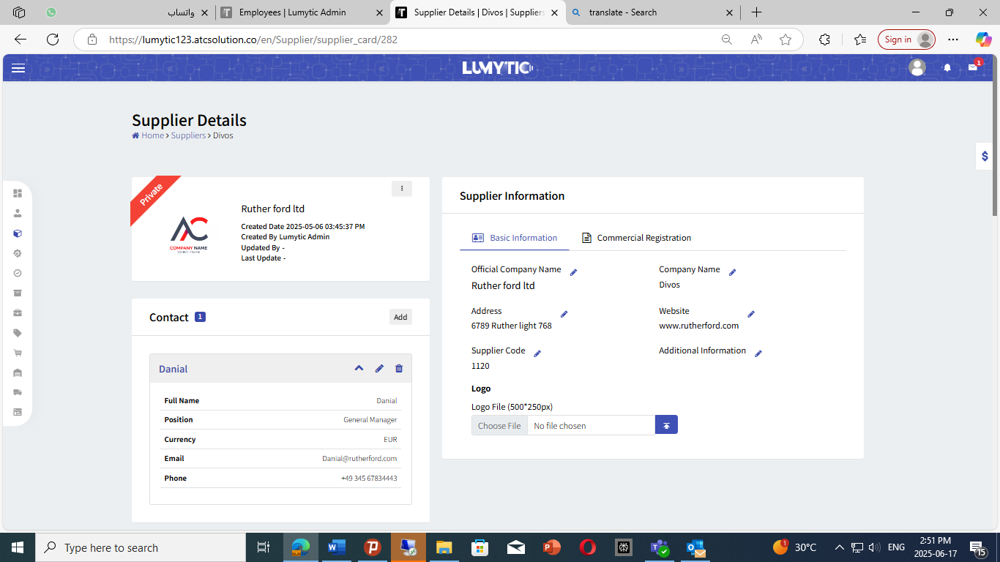 واتساب
Employees | Lumytic Admin
Supplier Details | Divos | Suppliers
translate - Search
https://lumytic123.atcsolution.co/en/Supplier/supplier_card/282
Sign in
LUMYTIC
1
Supplier Details
Home > Suppliers > Divos
$
Private
AC
COMPANY NAME
Ruther ford ltd
Created Date 2025-05-06 03:45:37 PM
Created By Lumytic Admin
Updated By -
Last Update -
Contact 1
Add
Danial
Full Name Danial
Position General Manager
Currency EUR
Email Danial@rutherford.com
Phone +49 345 67834443
Supplier Information
Basic Information
Commercial Registration
Official Company Name
Ruther ford ltd
Company Name
Divos
Address
6789 Ruther light 768
Website
www.rutherford.com
Supplier Code
1120
Additional Information
Logo
Logo File (500*250px)
Choose File No file chosen
Type here to search
1
30°C
ENG
2:51 PM
2025-06-17
15